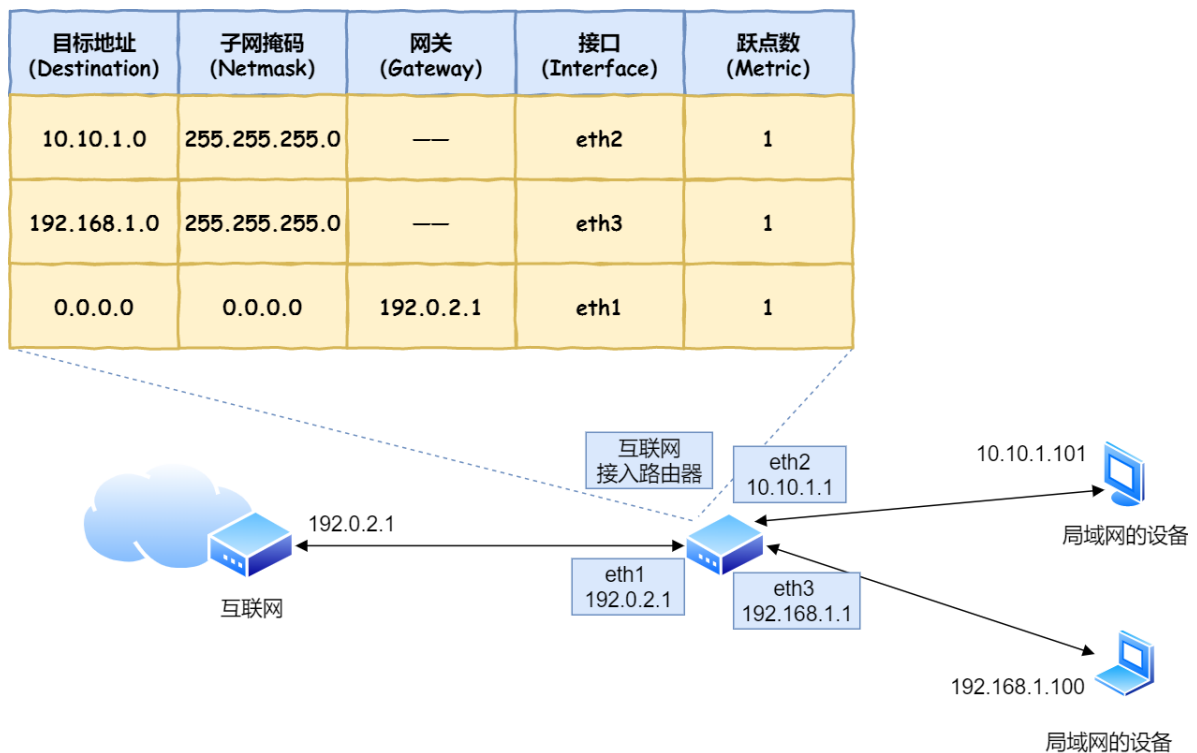 目标地址 子网掩码 网关 接口 跃点数
(Destination) (Netmask) (Gateway) (Interface) (Metric)
10.10.1.0 255.255.255.0 —— eth2 1
192.168.1.0 255.255.255.0 —— eth3 1
0.0.0.0 0.0.0.0 192.0.2.1 eth1 1
互联网
接入路由器
eth2
10.10.1.1
10.10.1.101
局域网的设备
192.0.2.1
互联网
eth1
192.0.2.1
eth3
192.168.1.1
192.168.1.100
局域网的设备